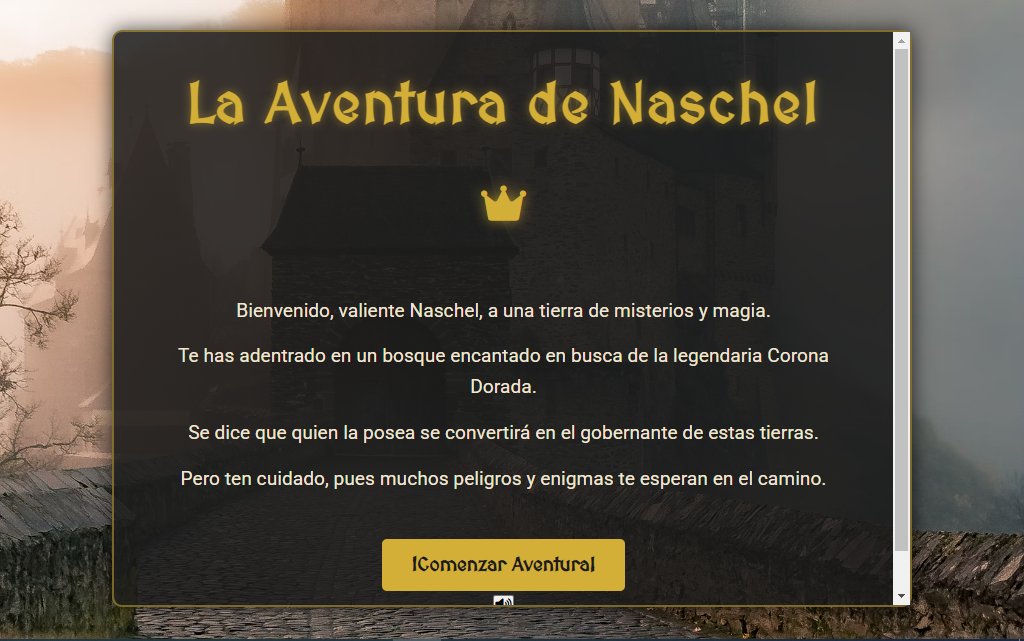 La Aventura de Naschel
Bienvenido, valiente Naschel, a una tierra de misterios y magia.
Te has adentrado en un bosque encantado en busca de la legendaria Corona
Dorada.
Se dice que quien la posea se convertirá en el gobernante de estas tierras.
Pero ten cuidado, pues muchos peligros y enigmas te esperan en el camino.
¡Comenzar Aventura!